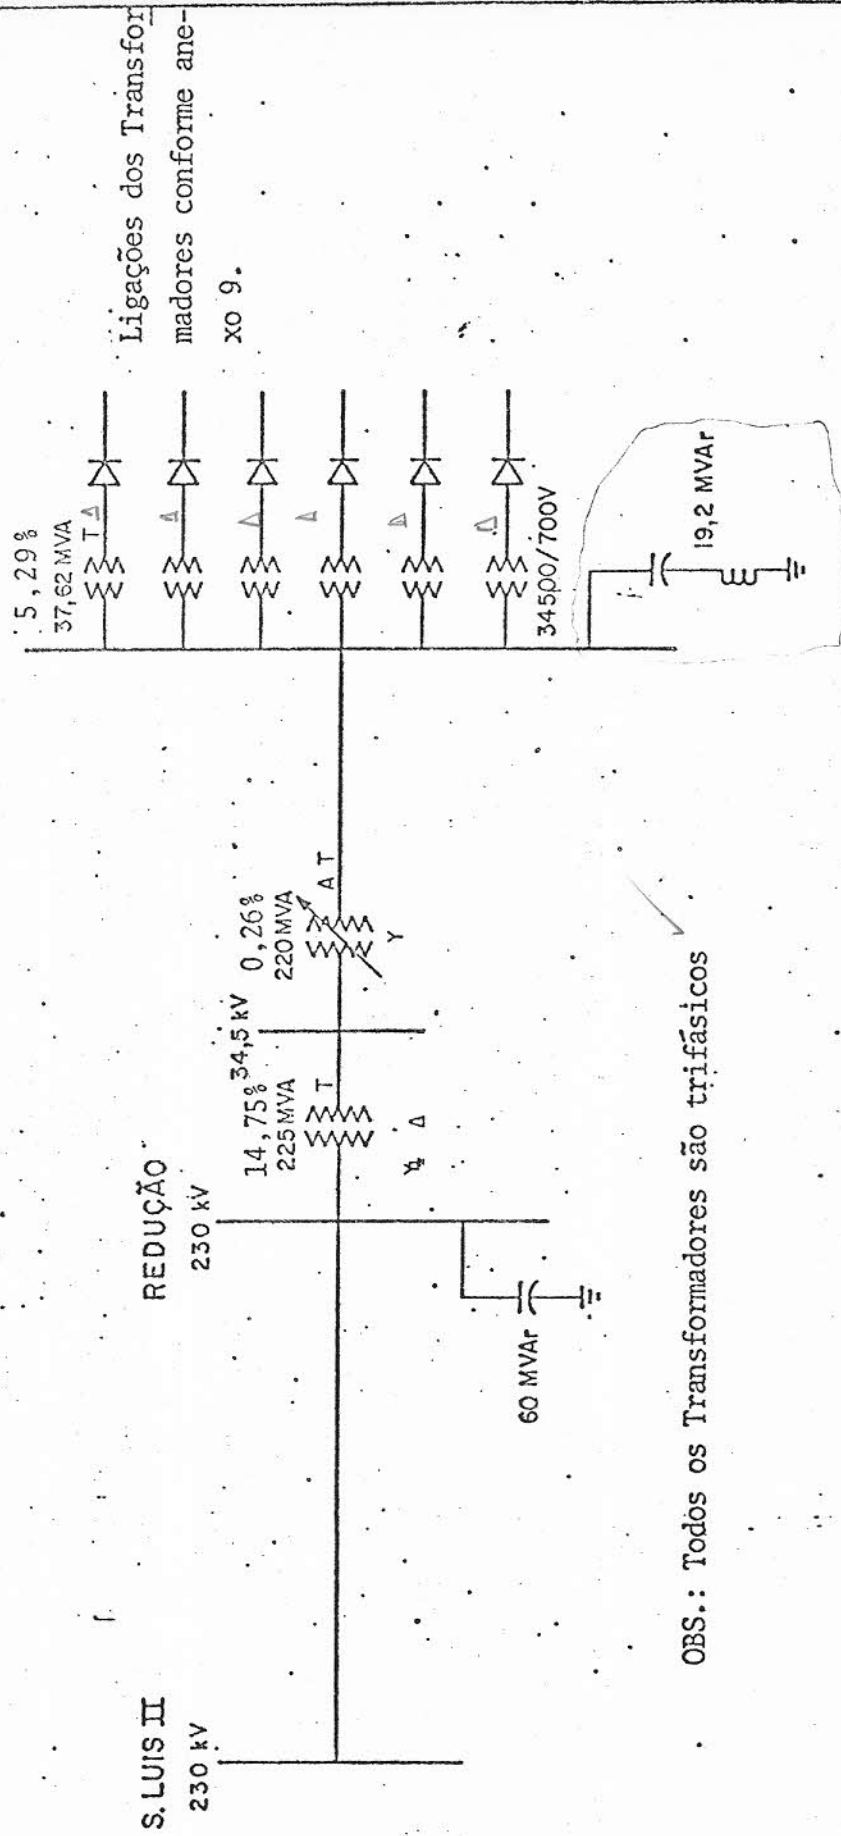 S. LUIS II
230 kV
REDUÇÃO
230 kV
60 MVAr
14,75%
225 MVA
T
Y Δ
34,5 kV
0,26%
220 MVA
A T
Y
5,29%
37,62 MVA
T Δ
Δ
Δ
Δ
Δ
Δ
34500/700V
19,2 MVAr
Ligações dos Transfor
madores conforme ane-
xo 9.
OBS.: Todos os Transformadores são trifásicos